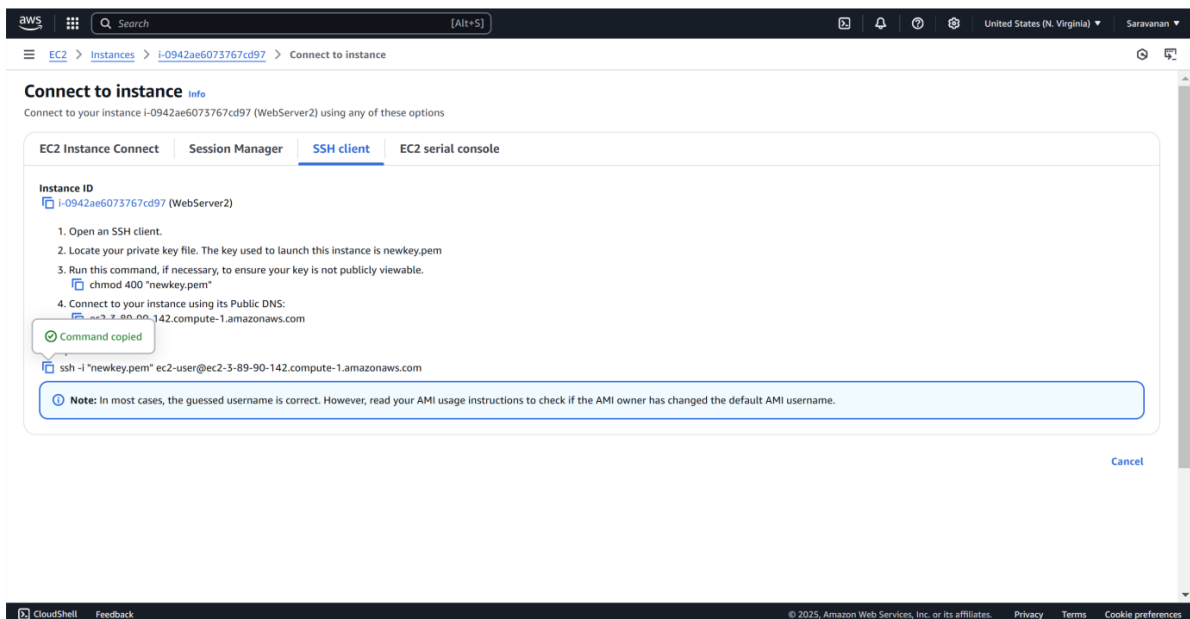 aws Search [Alt+S] United States (N. Virginia) Saravanan
EC2 > Instances > i-0942ae6073767cd97 > Connect to instance
Connect to instance Info
Connect to your instance i-0942ae6073767cd97 (WebServer2) using any of these options
EC2 Instance Connect Session Manager SSH client EC2 serial console
Instance ID
i-0942ae6073767cd97 (WebServer2)
1. Open an SSH client.
2. Locate your private key file. The key used to launch this instance is newkey.pem
3. Run this command, if necessary, to ensure your key is not publicly viewable.
chmod 400 "newkey.pem"
4. Connect to your instance using its Public DNS:
ec2-3-89-90-142.compute-1.amazonaws.com
Command copied
ssh -i "newkey.pem" ec2-user@ec2-3-89-90-142.compute-1.amazonaws.com
Note: In most cases, the guessed username is correct. However, read your AMI usage instructions to check if the AMI owner has changed the default AMI username.
Cancel
CloudShell Feedback © 2025, Amazon Web Services, Inc. or its affiliates. Privacy Terms Cookie preferences